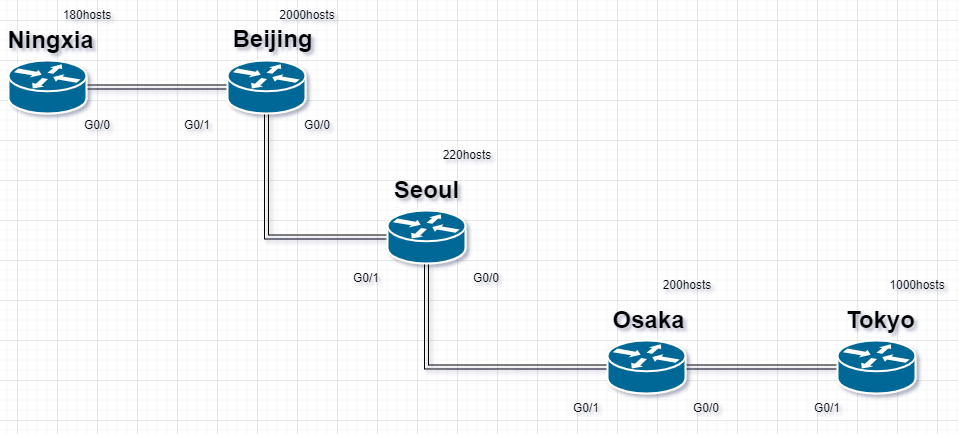 180hosts
2000hosts
Ningxia
Beijing
G0/0
G0/1
G0/0
220hosts
Seoul
G0/1
G0/0
200hosts
1000hosts
Osaka
Tokyo
G0/1
G0/0
G0/1